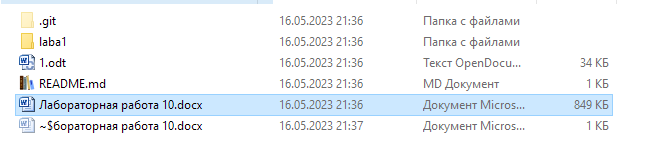 .git 16.05.2023 21:36 Папка с файлами
laba1 16.05.2023 21:36 Папка с файлами
1.odt 16.05.2023 21:36 Текст OpenDocu... 34 КБ
README.md 16.05.2023 21:36 MD Документ 1 КБ
Лабораторная работа 10.docx 16.05.2023 21:36 Документ Micros... 849 КБ
~$бораторная работа 10.docx 16.05.2023 21:37 Документ Micros... 1 КБ